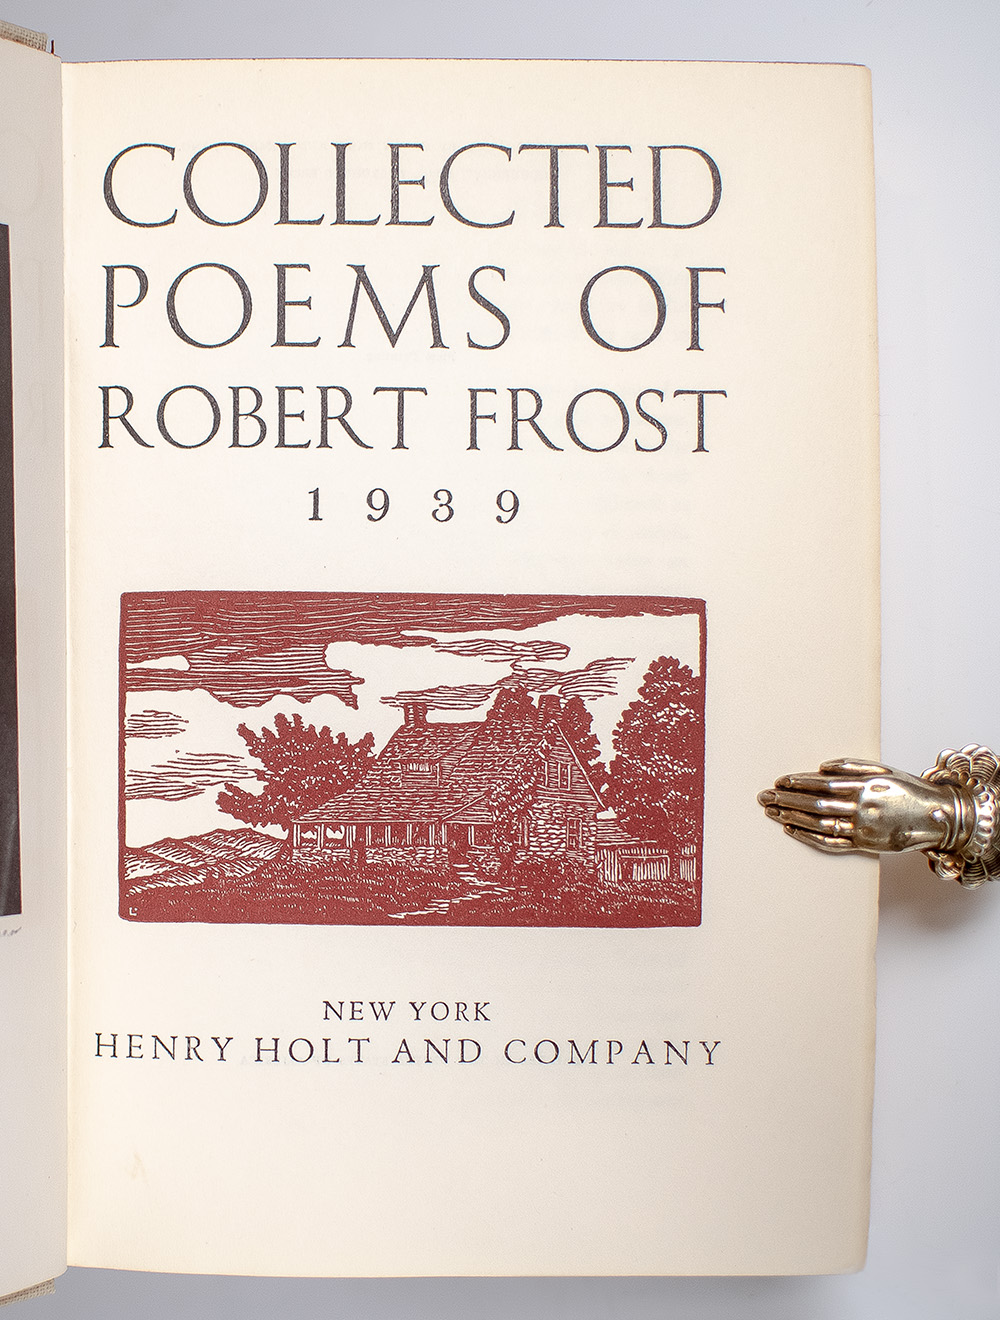 COLLECTED
POEMS OF
ROBERT FROST
1939
L
NEW YORK
HENRY HOLT AND COMPANY